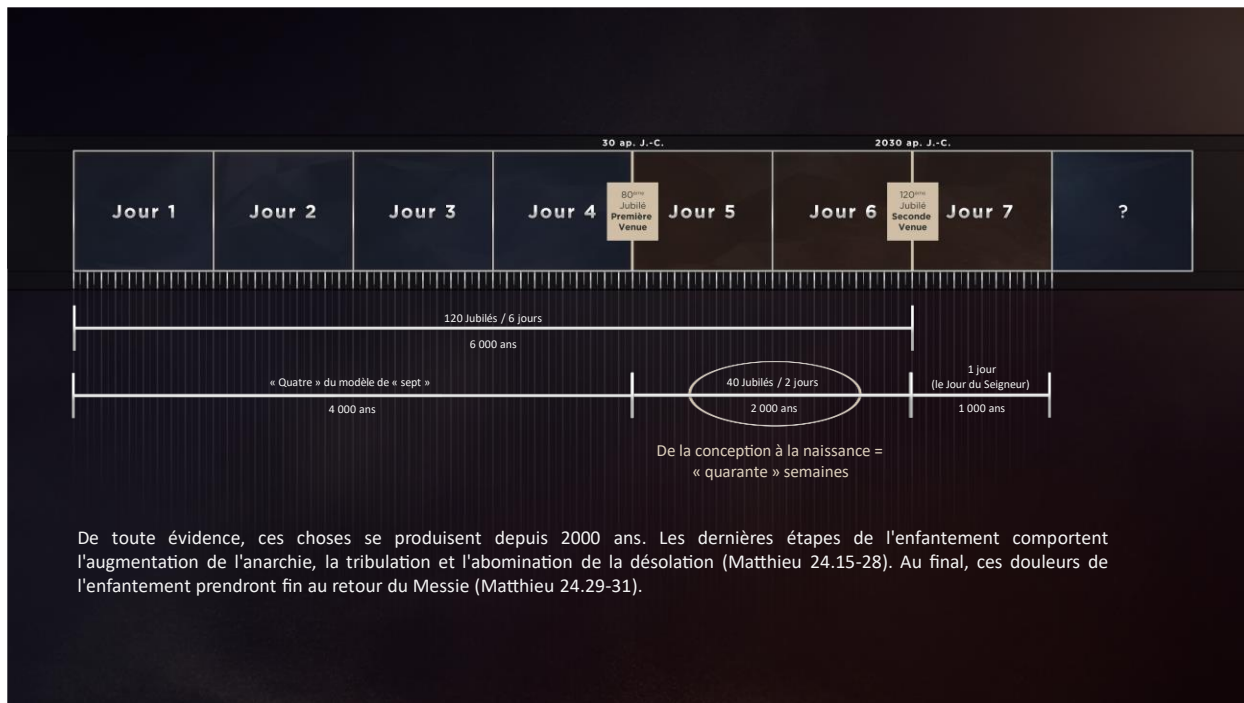 30 ap. J.-C.
2030 ap. J.-C.
Jour 1
Jour 2
Jour 3
Jour 4
80ème
Jubilé
Première
Venue
Jour 5
Jour 6
120ème
Jubilé
Seconde
Venue
Jour 7
?
120 Jubilés / 6 jours
6 000 ans
« Quatre » du modèle de « sept »
4 000 ans
40 Jubilés / 2 jours
2 000 ans
1 jour
(le Jour du Seigneur)
1 000 ans
De la conception à la naissance =
« quarante » semaines
De toute évidence, ces choses se produisent depuis 2000 ans. Les dernières étapes de l'enfantement comportent
l'augmentation de l'anarchie, la tribulation et l'abomination de la désolation (Matthieu 24.15-28). Au final, ces douleurs de
l'enfantement prendront fin au retour du Messie (Matthieu 24.29-31).